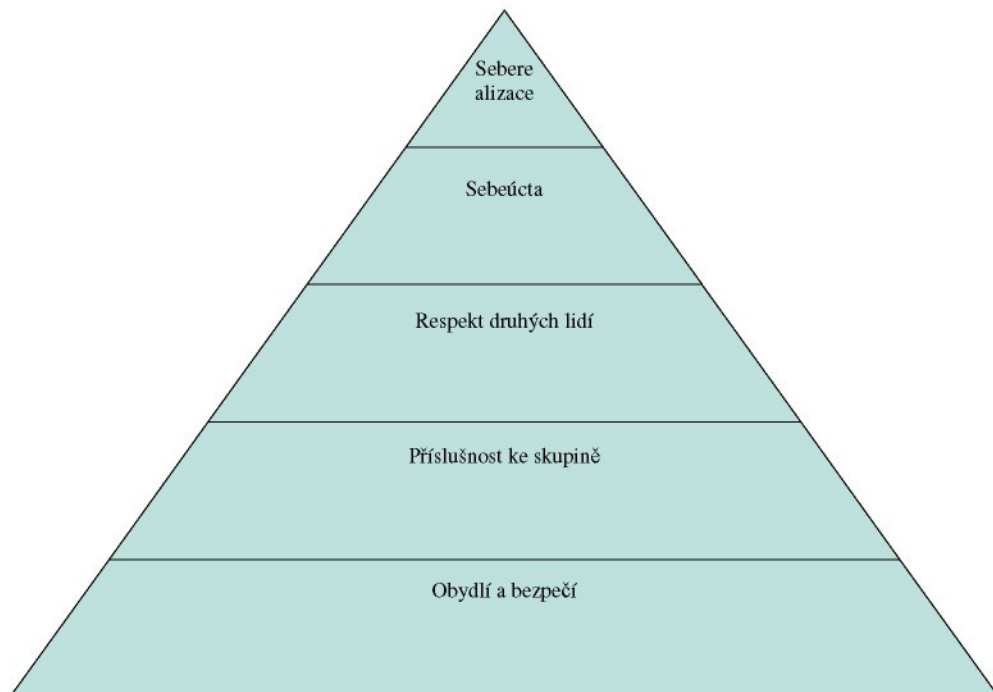 Sebere
alizace
Sebeúcta
Respekt druhých lidí
Příslušnost ke skupině
Obydlí a bezpečí